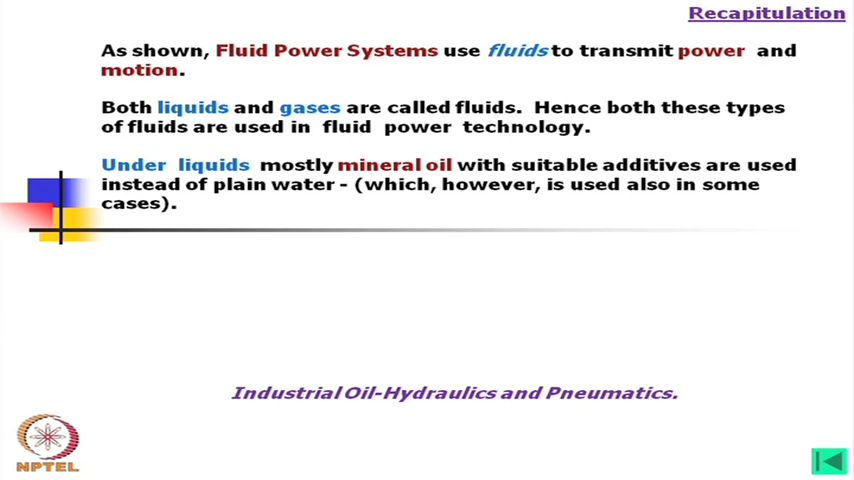 Recapitulation
As shown, Fluid Power Systems use fluids to transmit power and
motion.
Both liquids and gases are called fluids. Hence both these types
of fluids are used in fluid power technology.
Under liquids mostly mineral oil with suitable additives are used
instead of plain water - (which, however, is used also in some
cases).
Industrial Oil-Hydraulics and Pneumatics.
NPTEL